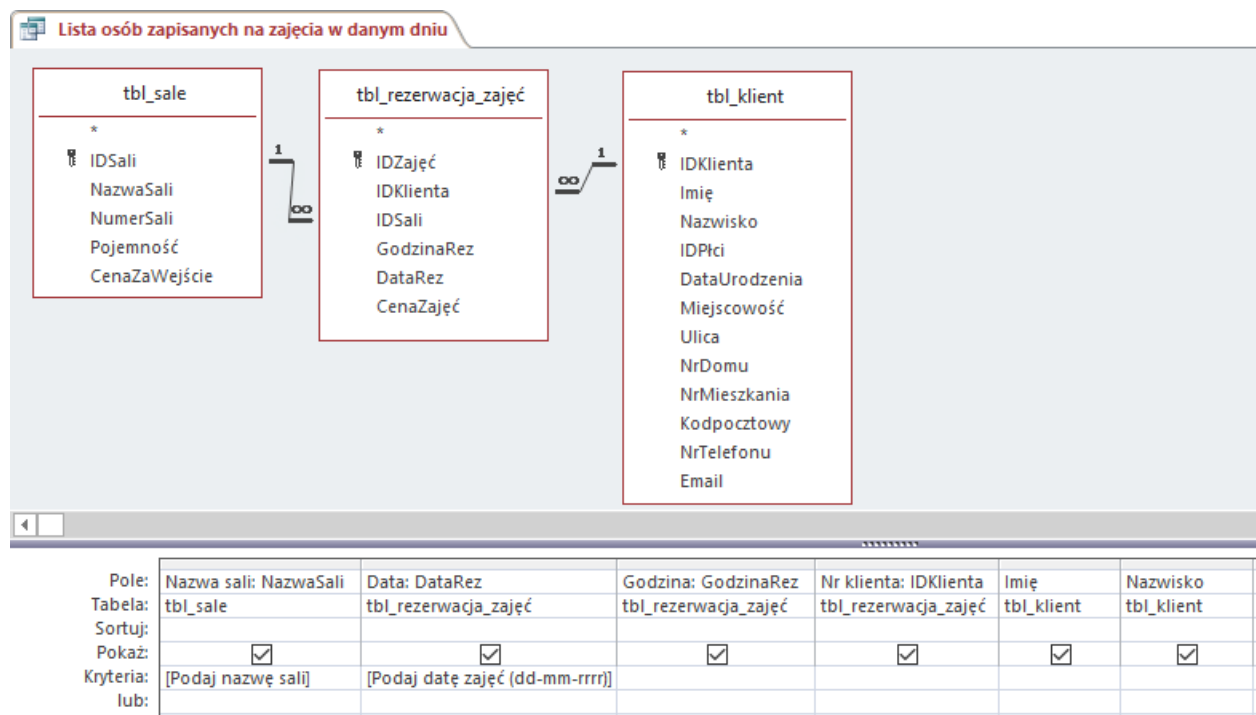 Lista osób zapisanych na zajęcia w danym dniu
tbl_sale
*
IDSali
NazwaSali
NumerSali
Pojemność
CenaZaWejście
1
∞
tbl_rezerwacja_zajęć
*
IDZajęć
IDKlienta
IDSali
GodzinaRez
DataRez
CenaZajęć
∞
1
tbl_klient
*
IDKlienta
Imię
Nazwisko
IDPłci
DataUrodzenia
Miejscowość
Ulica
NrDomu
NrMieszkania
Kodpocztowy
NrTelefonu
Email
Pole: Nazwa sali: NazwaSali Data: DataRez Godzina: GodzinaRez Nr klienta: IDKlienta Imię Nazwisko
Tabela: tbl_sale tbl_rezerwacja_zajęć tbl_rezerwacja_zajęć tbl_rezerwacja_zajęć tbl_klient tbl_klient
Sortuj:
Pokaż:
Kryteria: [Podaj nazwę sali] [Podaj datę zajęć (dd-mm-rrrr)]
lub: